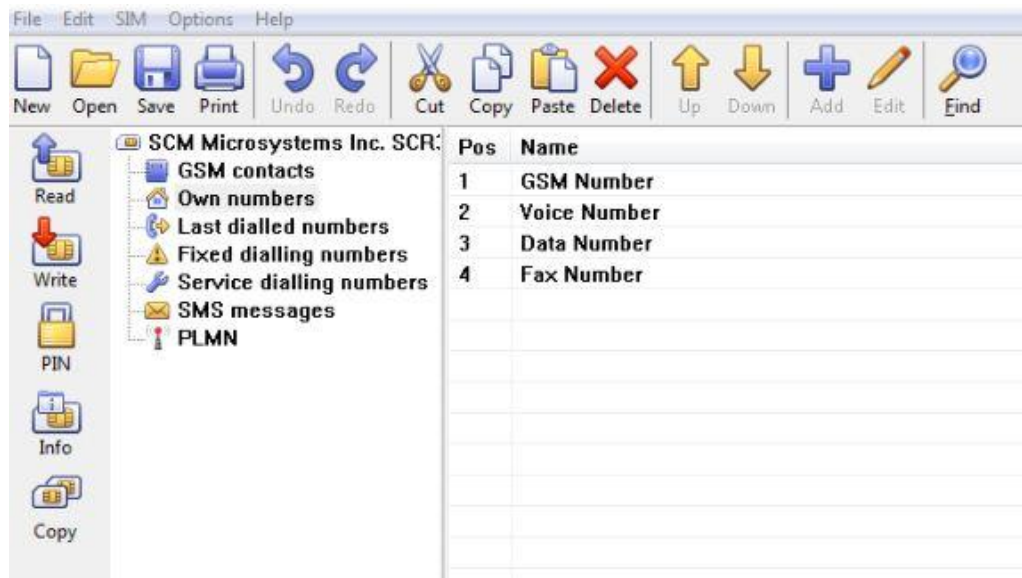 File Edit SIM Options Help
New Open Save Print Undo Redo Cut Copy Paste Delete Up Down Add Edit Find
Read
Write
PIN
Info
Copy
SCM Microsystems Inc. SCR3
GSM contacts
Own numbers
Last dialled numbers
Fixed dialling numbers
Service dialling numbers
SMS messages
PLMN
Pos Name
1 GSM Number
2 Voice Number
3 Data Number
4 Fax Number